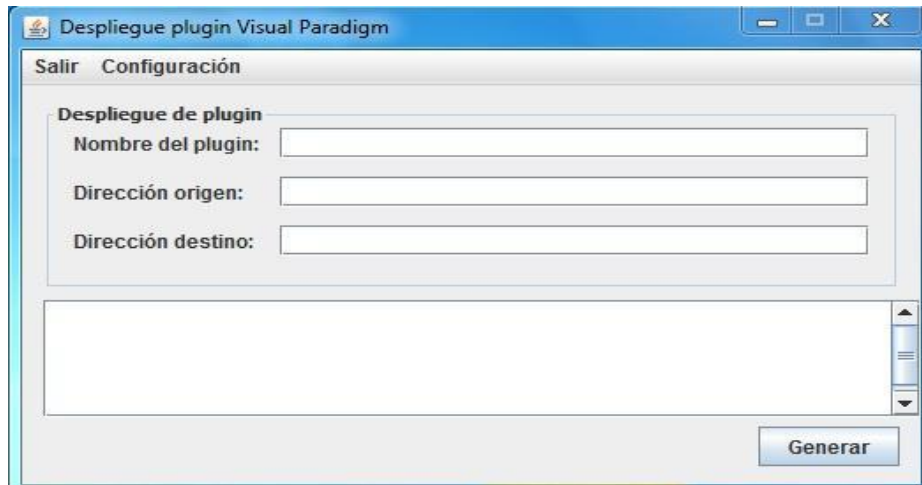 Despliegue plugin Visual Paradigm
Salir Configuración
Despliegue de plugin
Nombre del plugin:
Dirección origen:
Dirección destino:
Generar